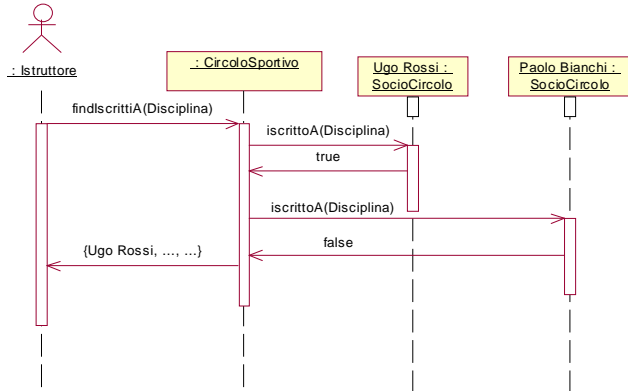 : Istruttore
: CircoloSportivo
Ugo Rossi :
SocioCircolo
Paolo Bianchi :
SocioCircolo
findIscrittiA(Disciplina)
iscrittoA(Disciplina)
true
iscrittoA(Disciplina)
false
{Ugo Rossi, ..., ...}